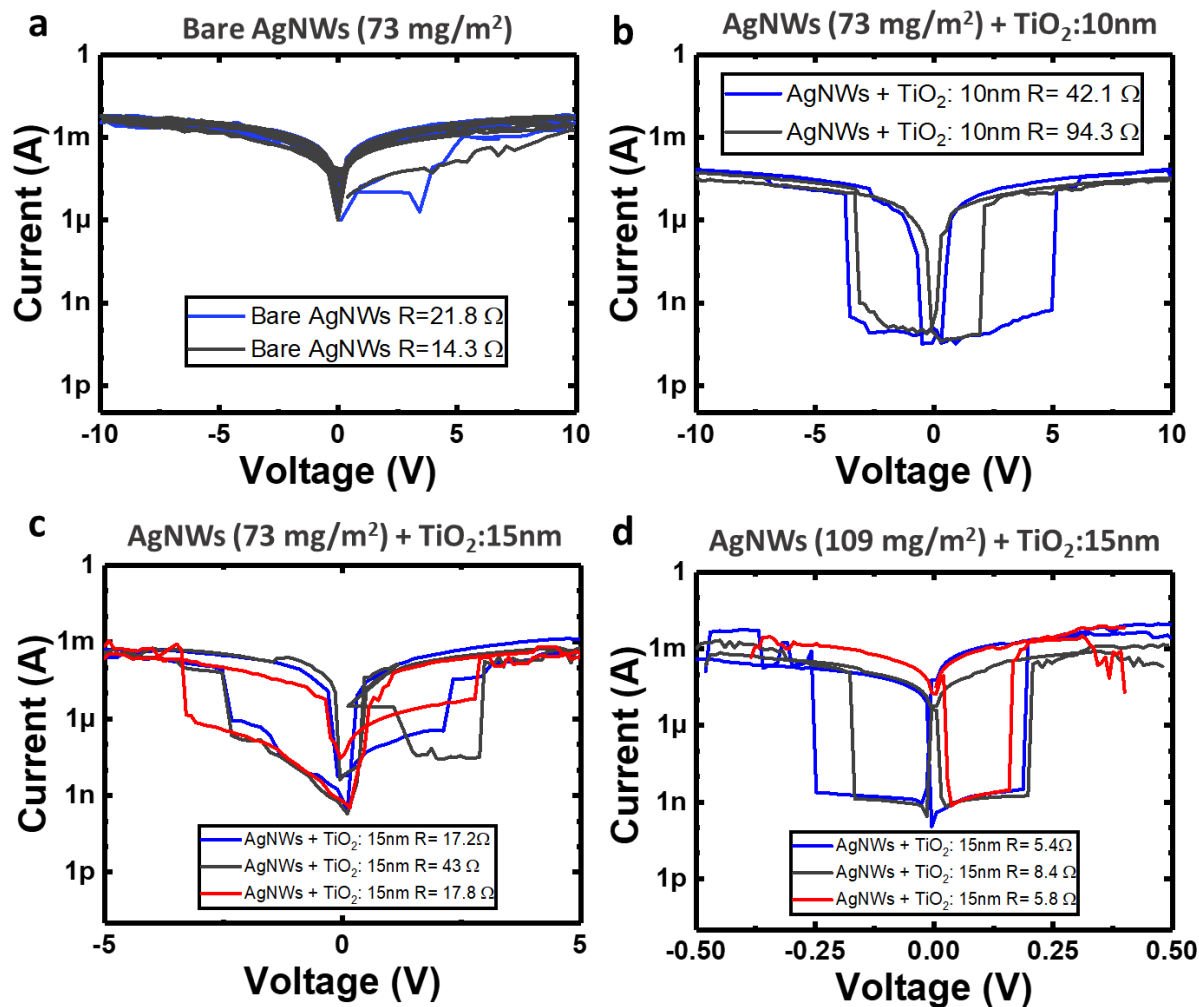 a
Bare AgNWs (73 mg/m²)
Current (A)
1
1m
1µ
1n
1p
Bare AgNWs R=21.8 Ω
Bare AgNWs R=14.3 Ω
-10 -5 0 5 10
Voltage (V)
b
AgNWs (73 mg/m²) + TiO₂:10nm
Current (A)
1
1m
1µ
1n
1p
AgNWs + TiO₂: 10nm R= 42.1 Ω
AgNWs + TiO₂: 10nm R= 94.3 Ω
-10 -5 0 5 10
Voltage (V)
c
AgNWs (73 mg/m²) + TiO₂:15nm
Current (A)
1
1m
1µ
1n
1p
AgNWs + TiO₂: 15nm R= 17.2Ω
AgNWs + TiO₂: 15nm R= 43 Ω
AgNWs + TiO₂: 15nm R= 17.8 Ω
-5 0 5
Voltage (V)
d
AgNWs (109 mg/m²) + TiO₂:15nm
Current (A)
1
1m
1µ
1n
1p
AgNWs + TiO₂: 15nm R= 5.4Ω
AgNWs + TiO₂: 15nm R= 8.4 Ω
AgNWs + TiO₂: 15nm R= 5.8 Ω
-0.50 -0.25 0.00 0.25 0.50
Voltage (V)